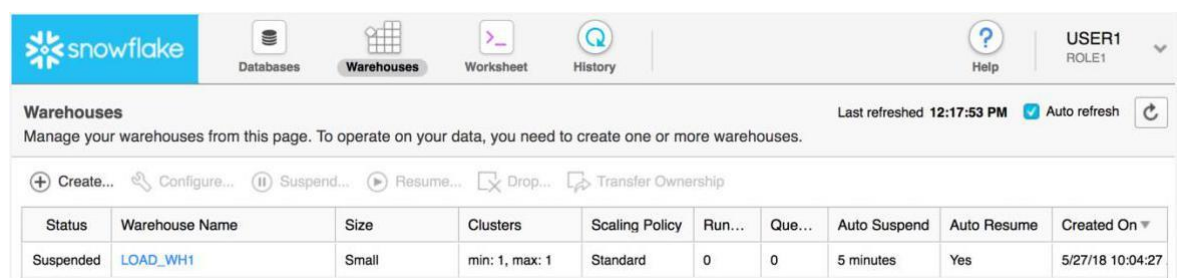 snowflake
Databases Warehouses Worksheet History Help USER1
ROLE1
Warehouses Last refreshed 12:17:53 PM Auto refresh
Manage your warehouses from this page. To operate on your data, you need to create one or more warehouses.
Create... Configure... Suspend... Resume... Drop... Transfer Ownership
Status Warehouse Name Size Clusters Scaling Policy Run... Que... Auto Suspend Auto Resume Created On
Suspended LOAD_WH1 Small min: 1, max: 1 Standard 0 0 5 minutes Yes 5/27/18 10:04:27